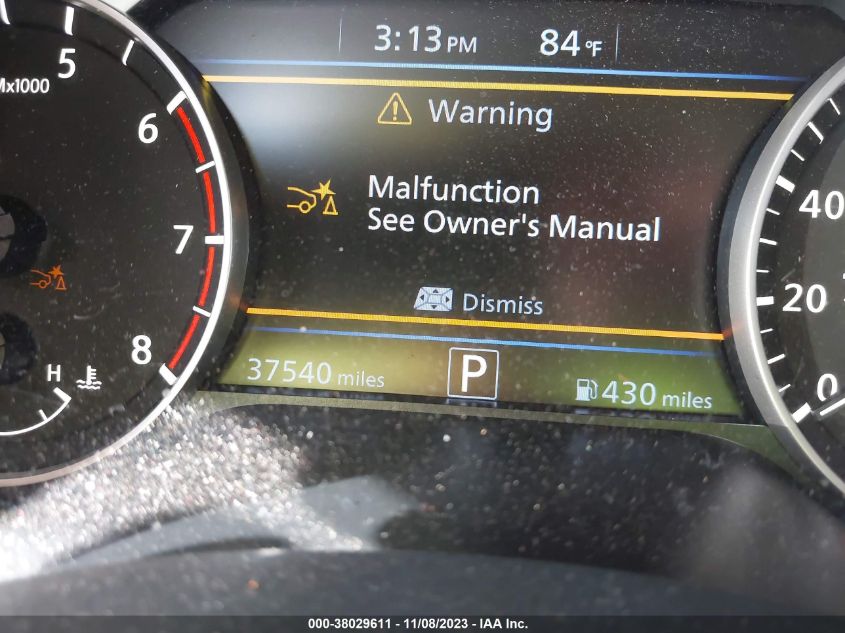 3:13 PM 84 °F
5
Mx1000
Warning
6
Malfunction
See Owner's Manual
40
7
20
Dismiss
8
H
0
37540 miles P 430 miles
000-38029611 - 11/08/2023 - IAA Inc.